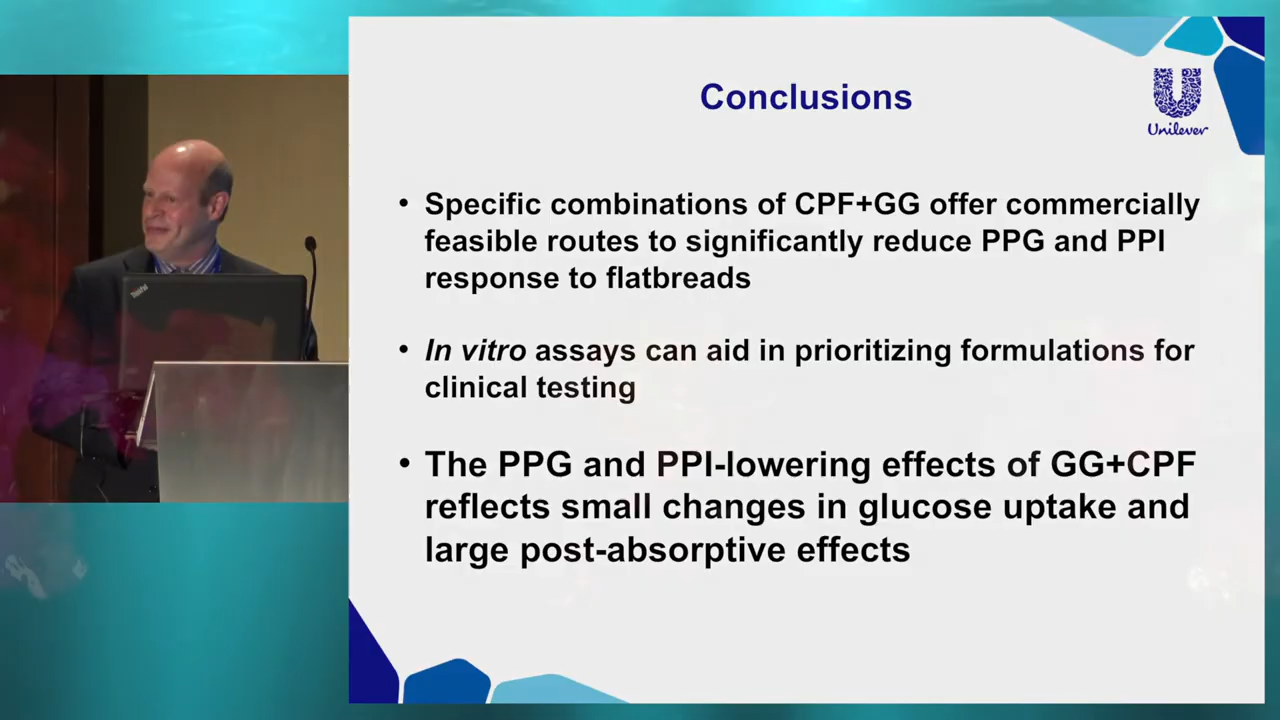 Conclusions
Unilever
• Specific combinations of CPF+GG offer commercially
feasible routes to significantly reduce PPG and PPI
response to flatbreads
• In vitro assays can aid in prioritizing formulations for
clinical testing
• The PPG and PPI-lowering effects of GG+CPF
reflects small changes in glucose uptake and
large post-absorptive effects
ThinkPad